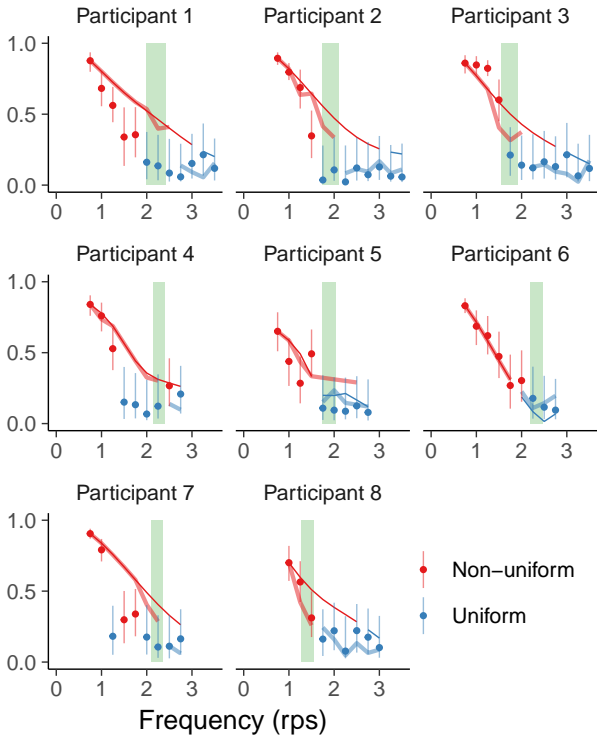 Participant 1 Participant 2 Participant 3
1.0
0.5
0.0
0 1 2 3 0 1 2 3 0 1 2 3
Participant 4 Participant 5 Participant 6
1.0
0.5
0.0
0 1 2 3 0 1 2 3 0 1 2 3
Participant 7 Participant 8
1.0
0.5
0.0
0 1 2 3 0 1 2 3
Non−uniform
Uniform
Frequency (rps)